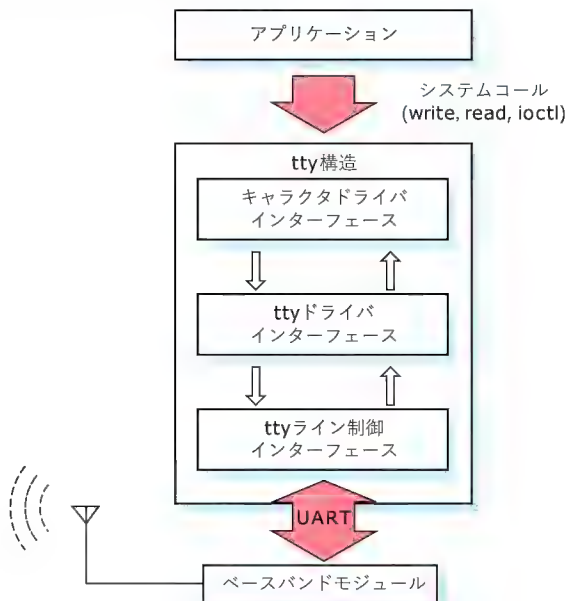 アプリケーション
システムコール
(write, read, ioctl)
tty構造
キャラクタドライバ
インターフェース
ttyドライバ
インターフェース
ttyライン制御
インターフェース
UART
ベースバンドモジュール